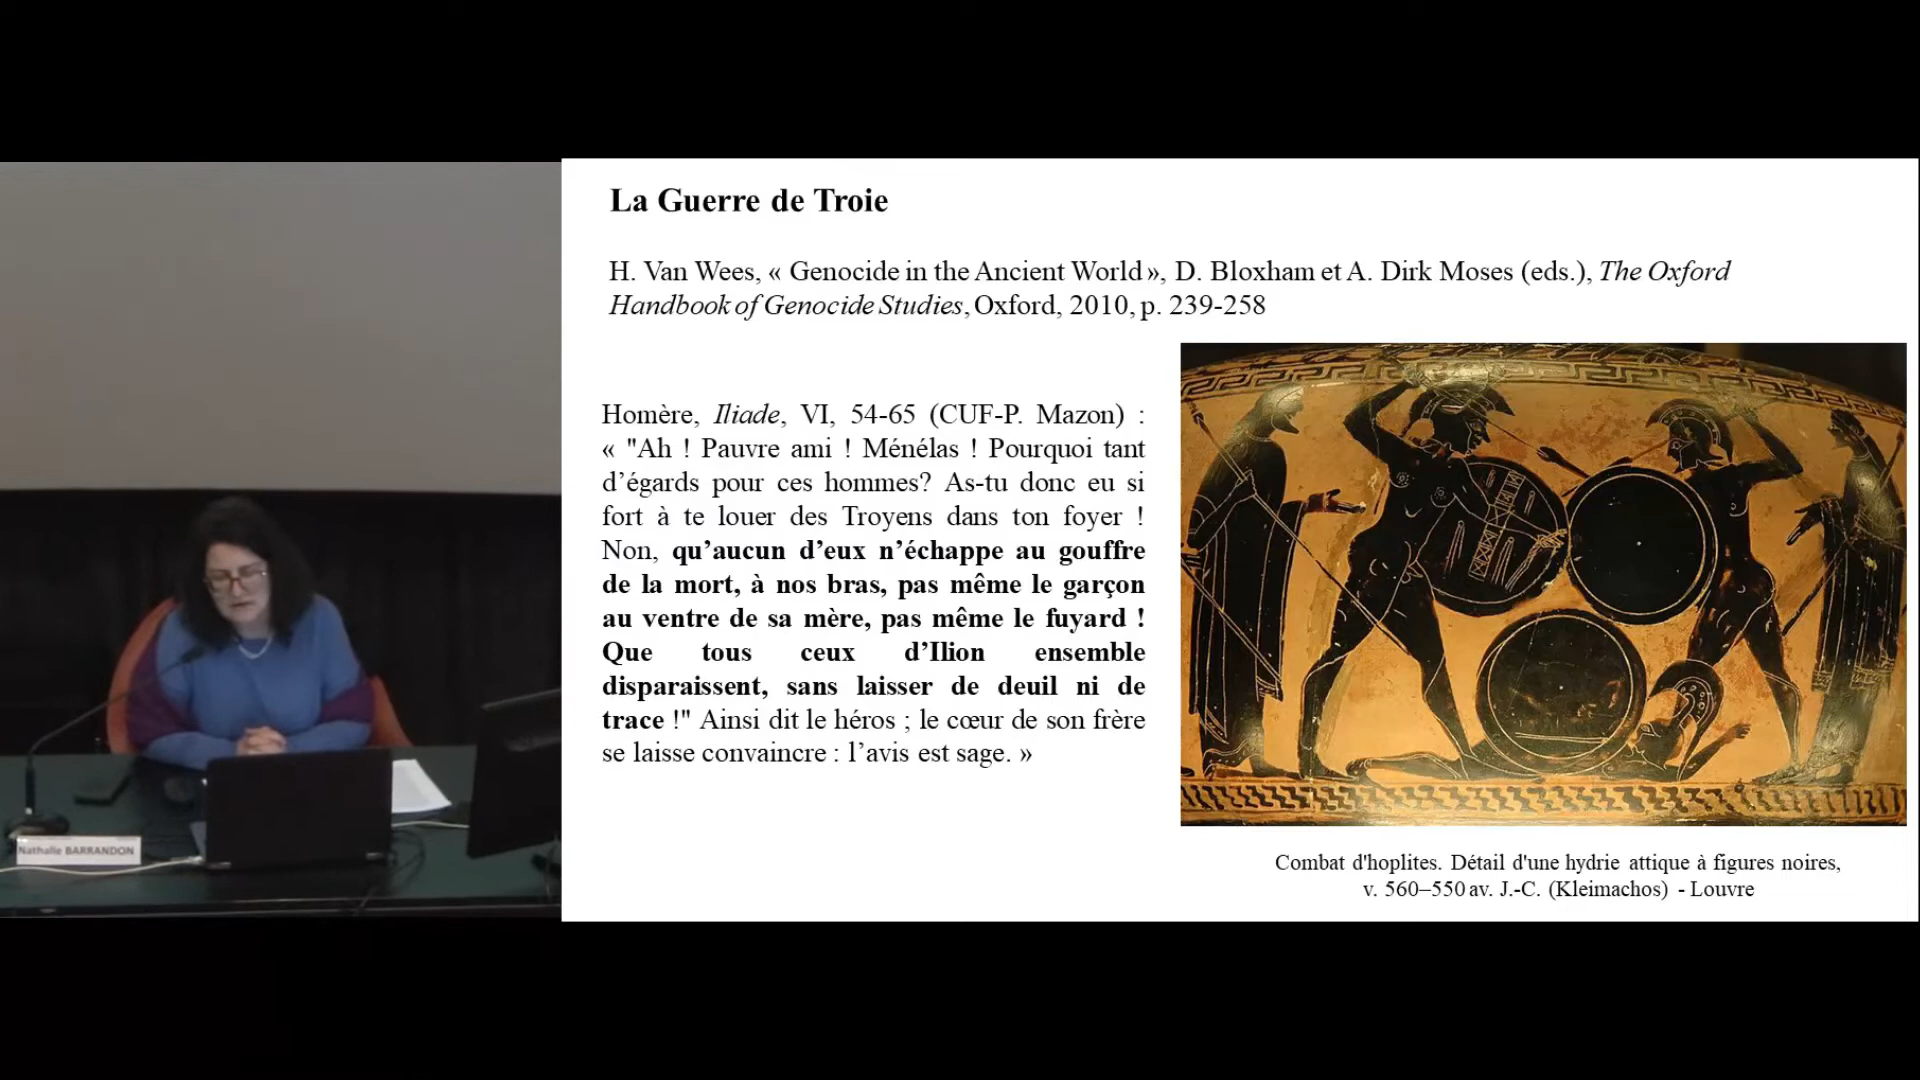 La Guerre de Troie
H. Van Wees, « Genocide in the Ancient World », D. Bloxham et A. Dirk Moses (eds.), The Oxford
Handbook of Genocide Studies, Oxford, 2010, p. 239-258
Homère, Iliade, VI, 54-65 (CUF-P. Mazon) :
« "Ah ! Pauvre ami ! Ménélas ! Pourquoi tant
d’égards pour ces hommes? As-tu donc eu si
fort à te louer des Troyens dans ton foyer !
Non, qu’aucun d’eux n’échappe au gouffre
de la mort, à nos bras, pas même le garçon
au ventre de sa mère, pas même le fuyard !
Que tous ceux d’Ilion ensemble
disparaissent, sans laisser de deuil ni de
trace !" Ainsi dit le héros ; le cœur de son frère
se laisse convaincre : l’avis est sage. »
Combat d'hoplites. Détail d'une hydrie attique à figures noires,
v. 560–550 av. J.-C. (Kleimachos) - Louvre
Nathalie BARRANDON